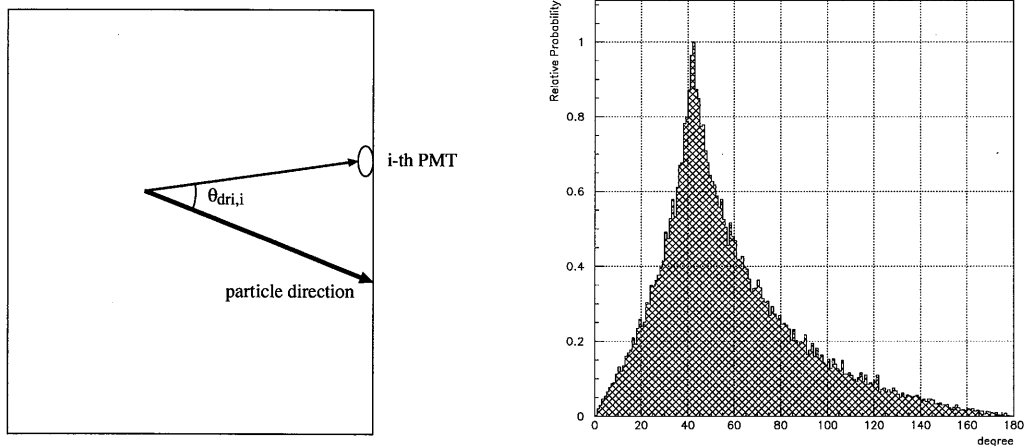 i-th PMT
θdri,i
particle direction
Relative Probability
1
0.8
0.6
0.4
0.2
0
0 20 40 60 80 100 120 140 160 180
degree